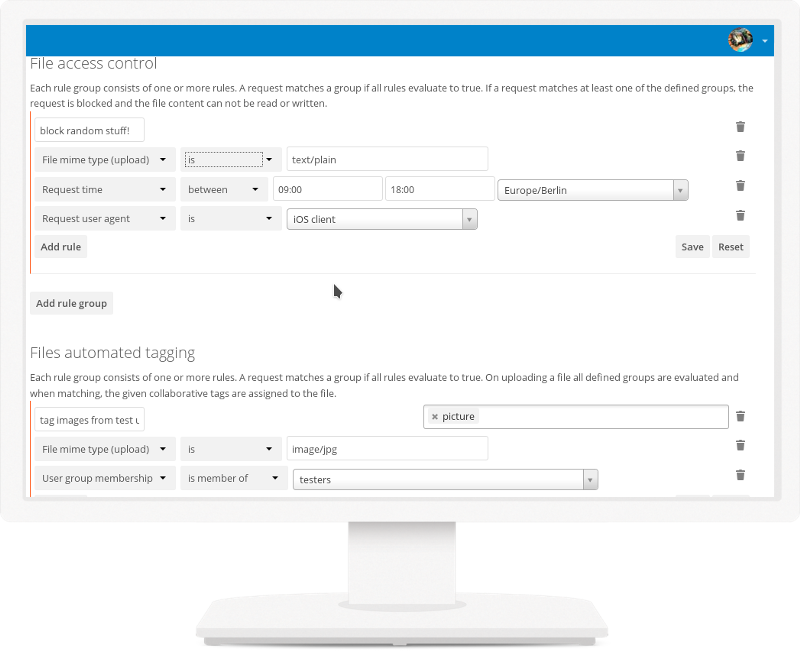 File access control
Each rule group consists of one or more rules. A request matches a group if all rules evaluate to true. If a request matches at least one of the defined groups, the
request is blocked and the file content can not be read or written.
block random stuff!
File mime type (upload) is text/plain
Request time between 09:00 18:00 Europe/Berlin
Request user agent is iOS client
Add rule Save Reset
Add rule group
Files automated tagging
Each rule group consists of one or more rules. A request matches a group if all rules evaluate to true. On uploading a file all defined groups are evaluated and
when matching, the given collaborative tags are assigned to the file.
tag images from test u × picture
File mime type (upload) is image/jpg
User group membership is member of testers